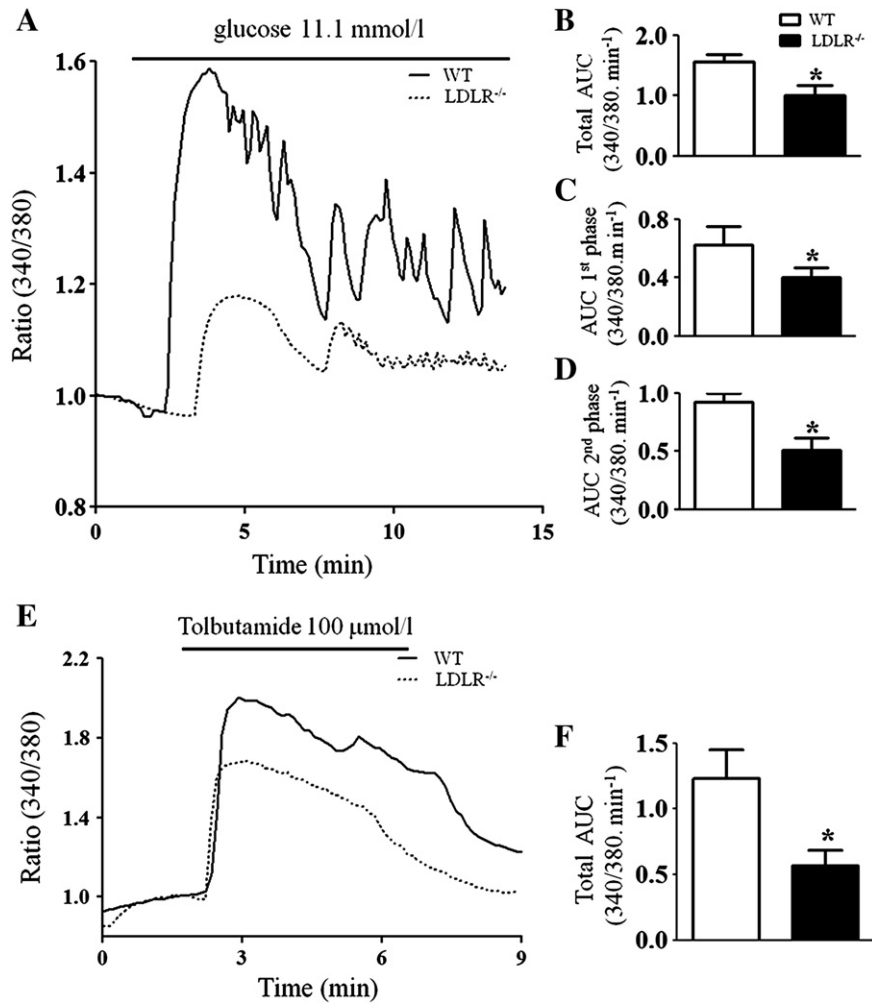 A
glucose 11.1 mmol/l
WT
LDLR-/-
Ratio (340/380)
1.6
1.4
1.2
1.0
0.8
0
5
10
15
Time (min)
B
WT
LDLR-/-
Total AUC
(340/380. min-1)
2.0
1.0
0.0
*
C
AUC 1st phase
(340/380.m in-1)
0.8
0.4
0.0
*
D
AUC 2nd phase
(340/380. min-1)
1.0
0.5
0.0
*
E
Tolbutamide 100 μmol/l
WT
LDLR-/-
Ratio (340/380)
2.2
1.8
1.4
1.0
0
3
6
9
Time (min)
0.8
F
Total AUC
(340/380. min-1)
1.5
1.0
0.5
0.0
*